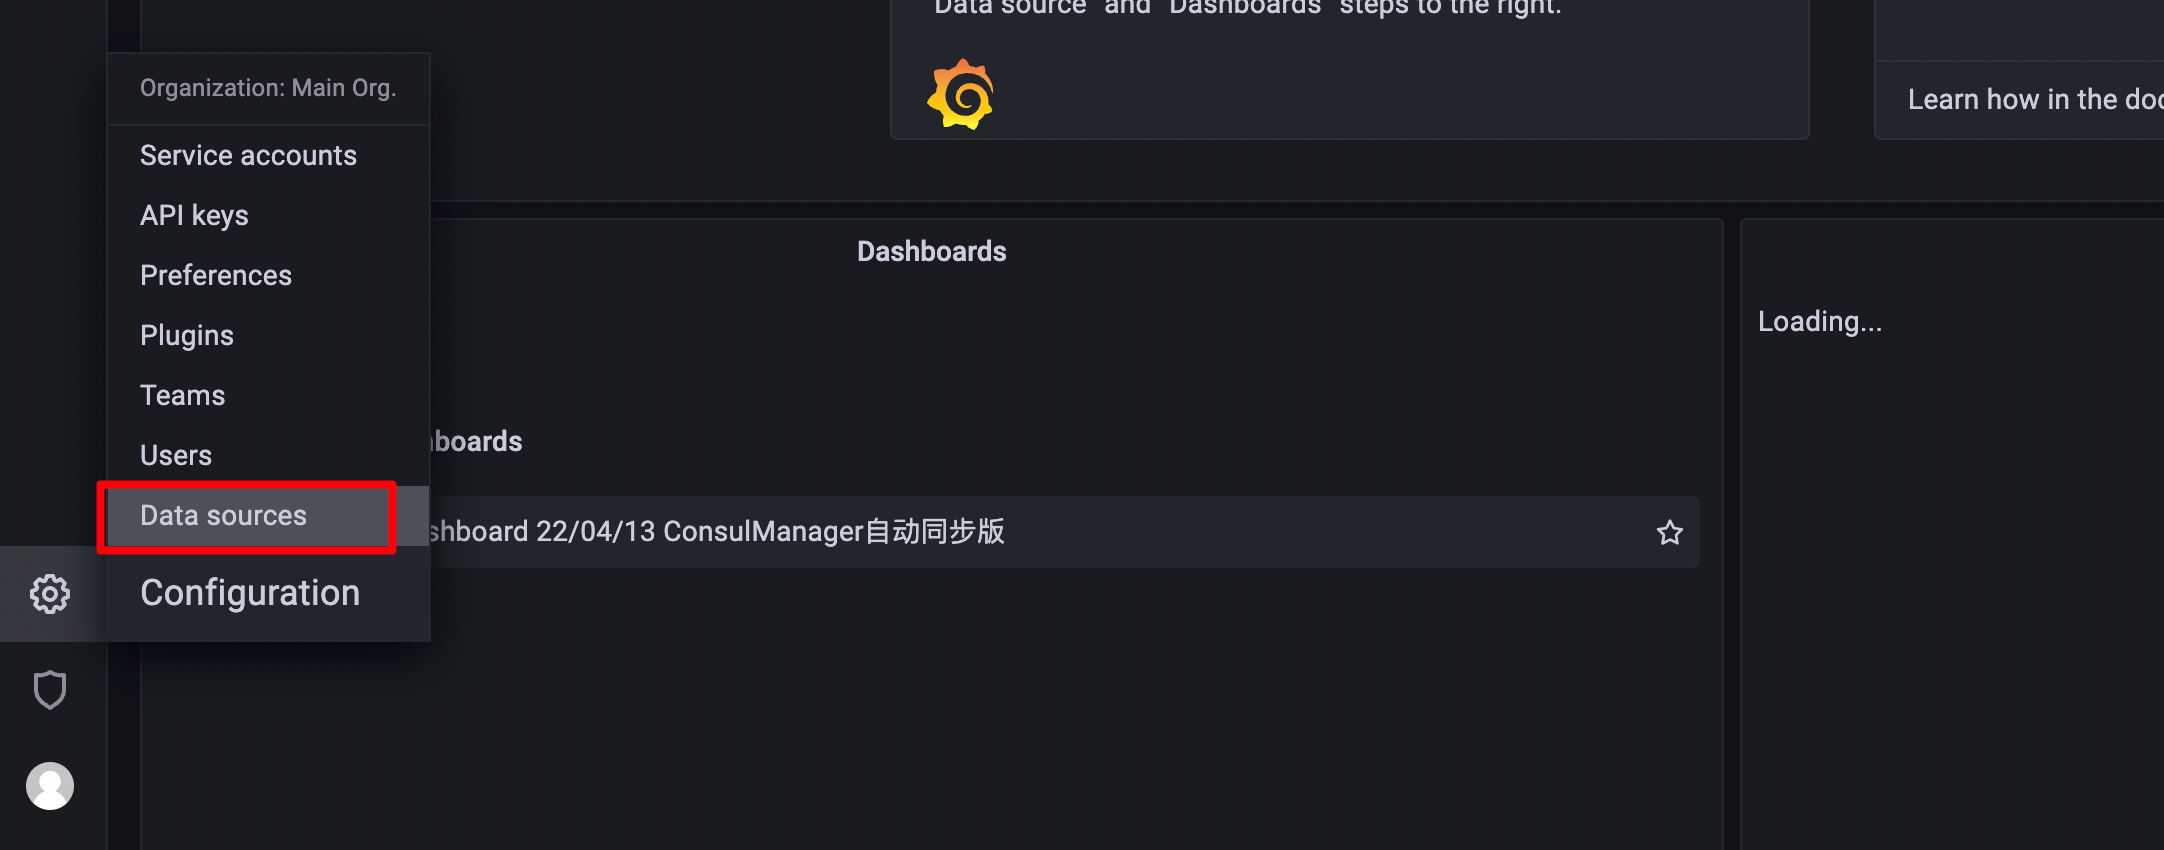 Data source" and "Dashboards" steps to the right.
Learn how in the doc
Organization: Main Org.
Service accounts
API keys
Preferences
Plugins
Teams
Users
Data sources
Configuration
Dashboards
boards
shboard 22/04/13 ConsulManager自动同步版
Loading...